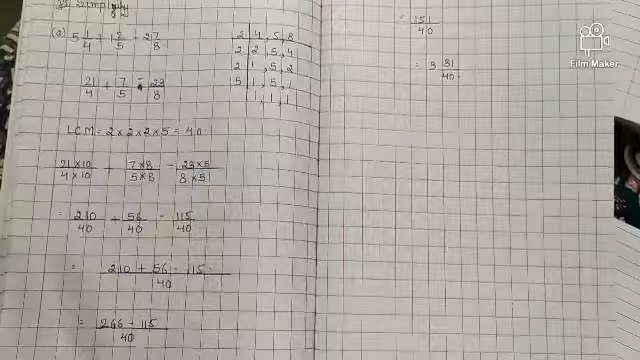 Simplify
(a) 5 1/4 + 1 2/5 - 2 7/8
21/4 + 7/5 - 23/8
2 | 4, 5, 8
2 | 2, 5, 4
2 | 1, 5, 2
5 | 1, 5, 1
1, 1, 1
LCM = 2×2×2×5 = 40
21×10/4×10 + 7×8/5×8 - 23×5/8×5
= 210/40 + 56/40 - 115/40
= 210 + 56 - 115/40
= 266 - 115/40
= 151/40
= 3 31/40
Film Maker